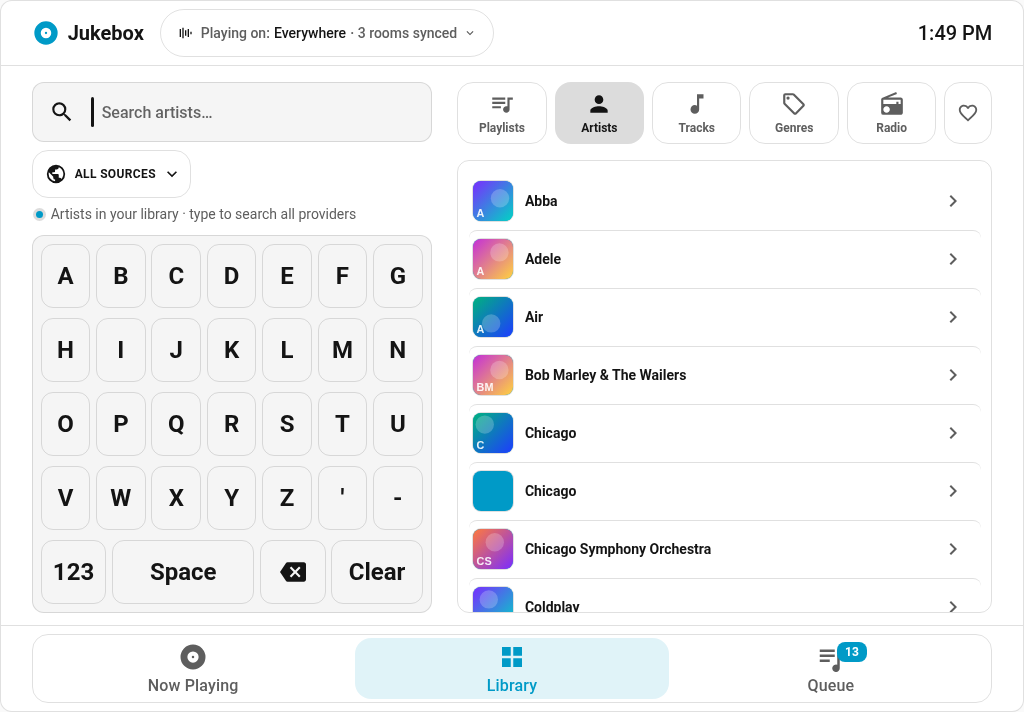 Jukebox
Playing on: Everywhere · 3 rooms synced
1:49 PM
Search artists...
Playlists
Artists
Tracks
Genres
Radio
ALL SOURCES
Artists in your library · type to search all providers
A B C D E F G
H I J K L M N
O P Q R S T U
V W X Y Z ' -
123 Space Clear
A Abba
A Adele
A Air
BM Bob Marley & The Wailers
C Chicago
Chicago
CS Chicago Symphony Orchestra
Coldplay
Now Playing
Library
Queue 13